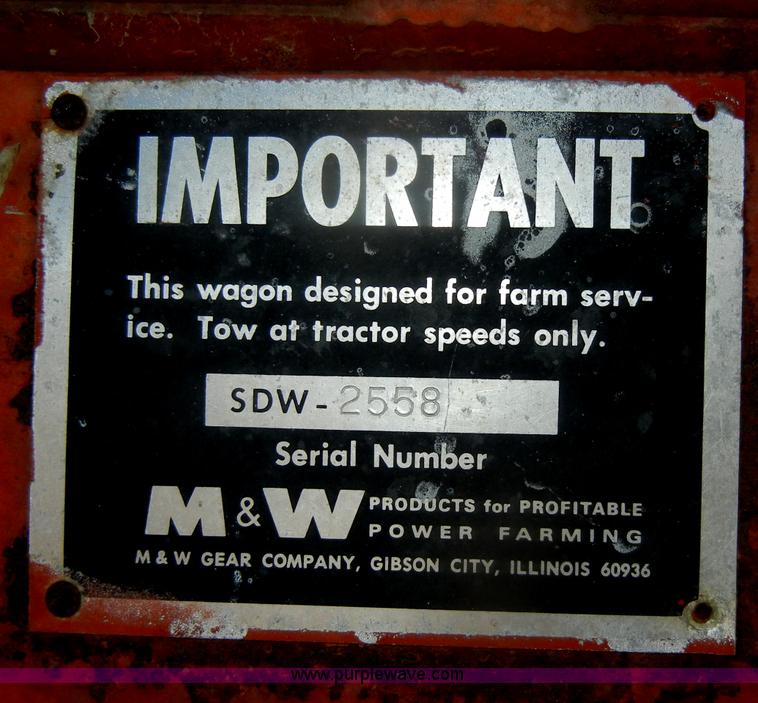 IMPORTANT
This wagon designed for farm serv-
ice. Tow at tractor speeds only.
SDW-2558
Serial Number
M & W PRODUCTS for PROFITABLE
POWER FARMING
M & W GEAR COMPANY, GIBSON CITY, ILLINOIS 60936
www.purplewave.com